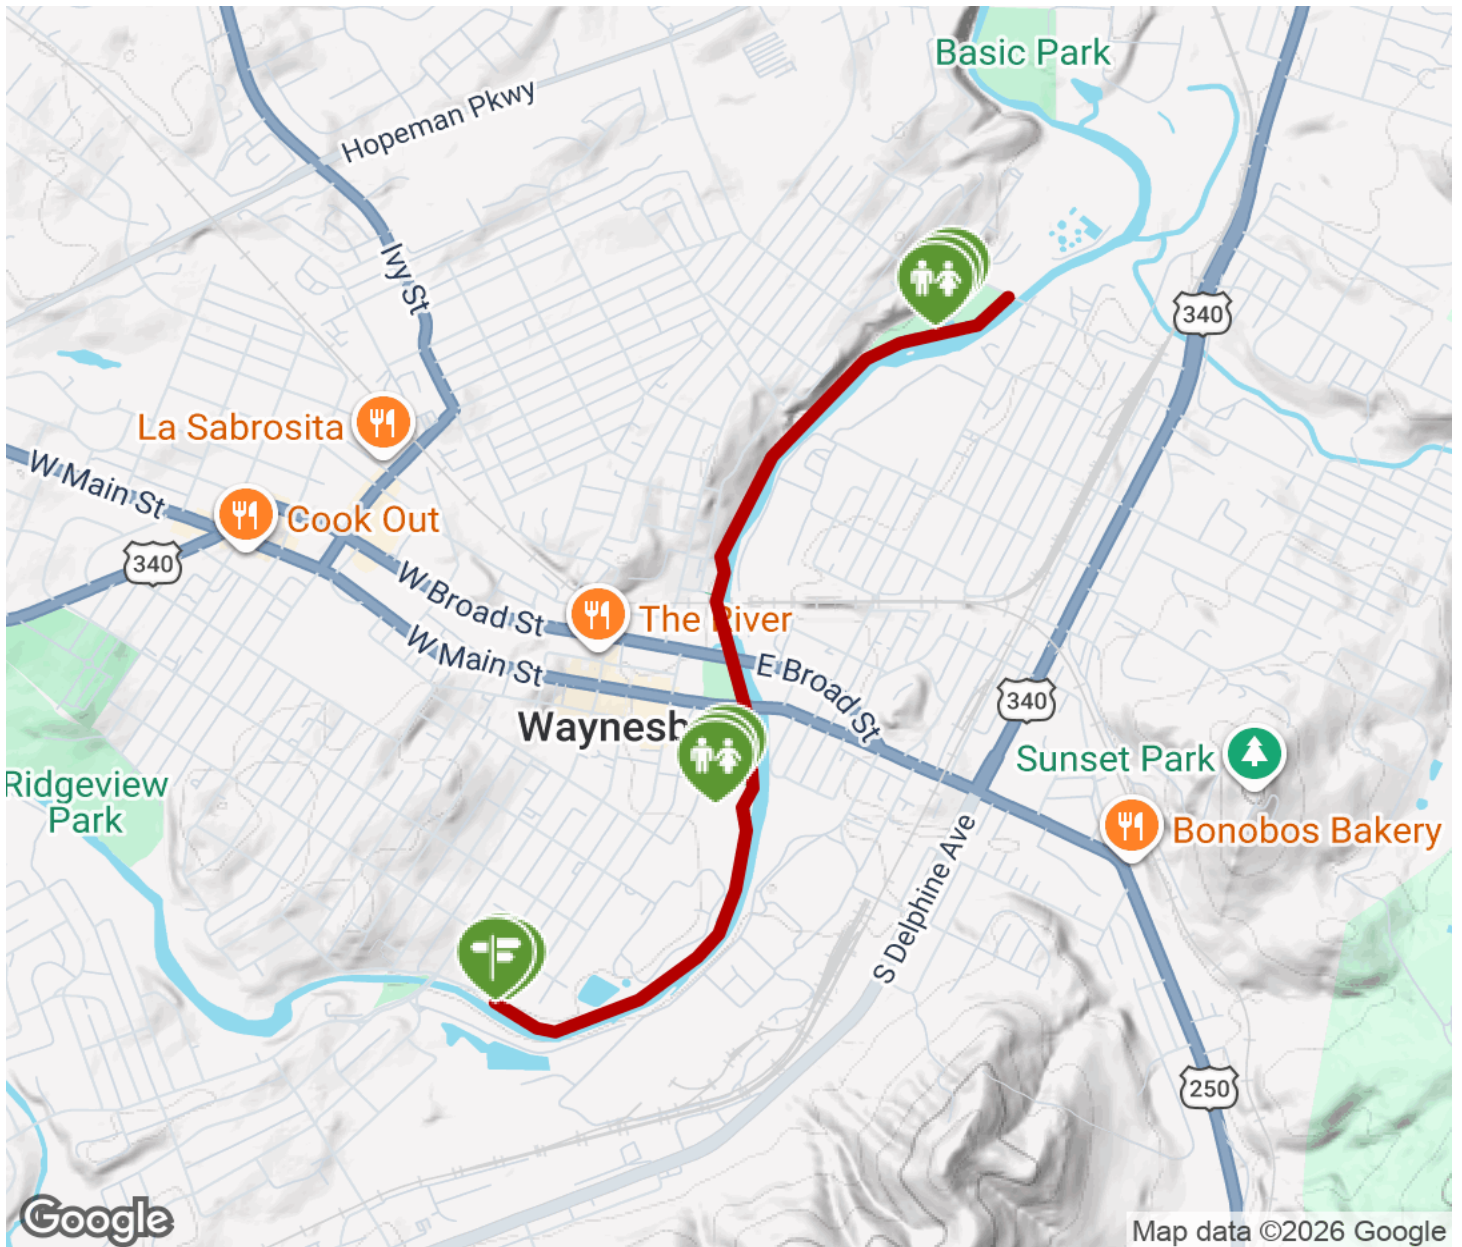 Basic Park
Hopeman Pkwy
Ivy St
340
La Sabrosita
W Main St
Cook Out
340
W Broad St
The River
W Main St
E Broad St
340
Waynesb
Sunset Park
Ridgeview
Park
Bonobos Bakery
S Delphine Ave
250
Google
Map data ©2026 Google